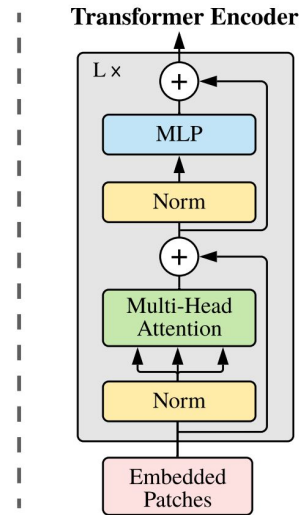 Transformer Encoder
L ×
+
MLP
Norm
+
Multi-Head
Attention
Norm
Embedded
Patches